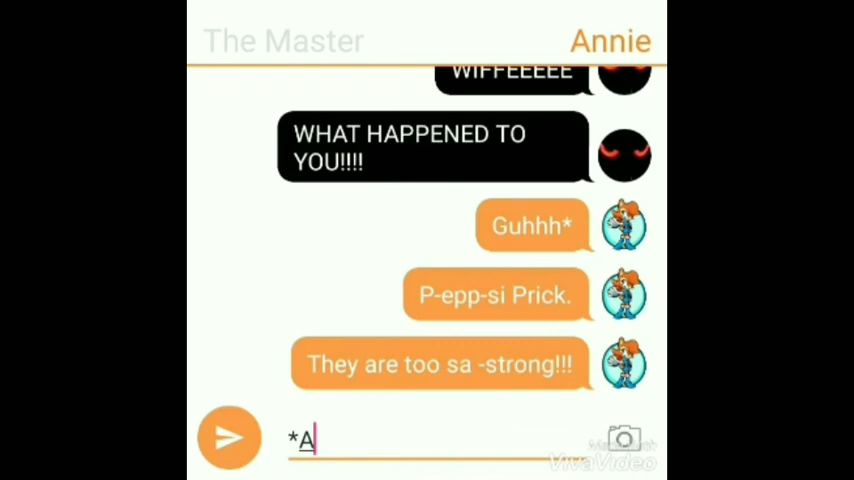 The Master
Annie
WIFFEEEEE
WHAT HAPPENED TO
YOU!!!!
Guhhh*
P-epp-si Prick.
They are too sa -strong!!!
*A
VivaVideo